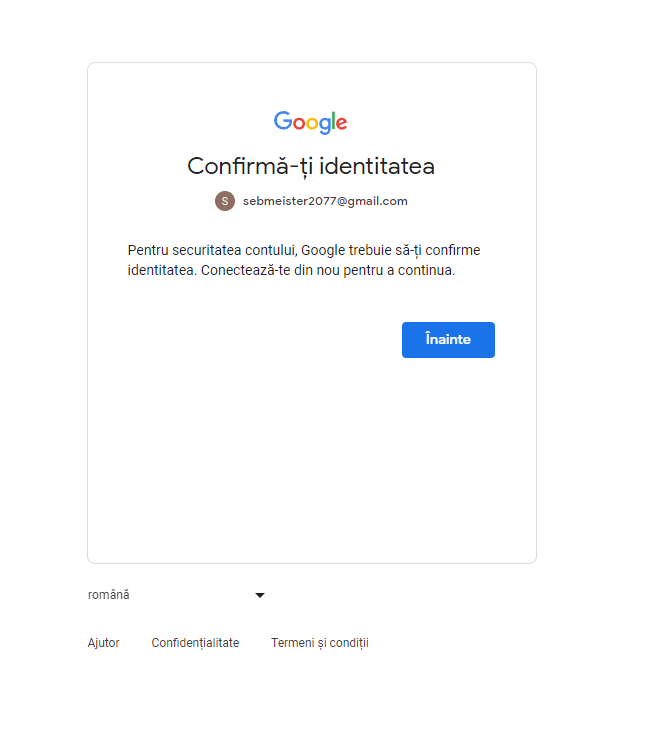 Google
Confirmă-ți identitatea
S sebmeister2077@gmail.com
Pentru securitatea contului, Google trebuie să-ți confirme
identitatea. Conectează-te din nou pentru a continua.
Înainte
română
Ajutor Confidențialitate Termeni și condiții